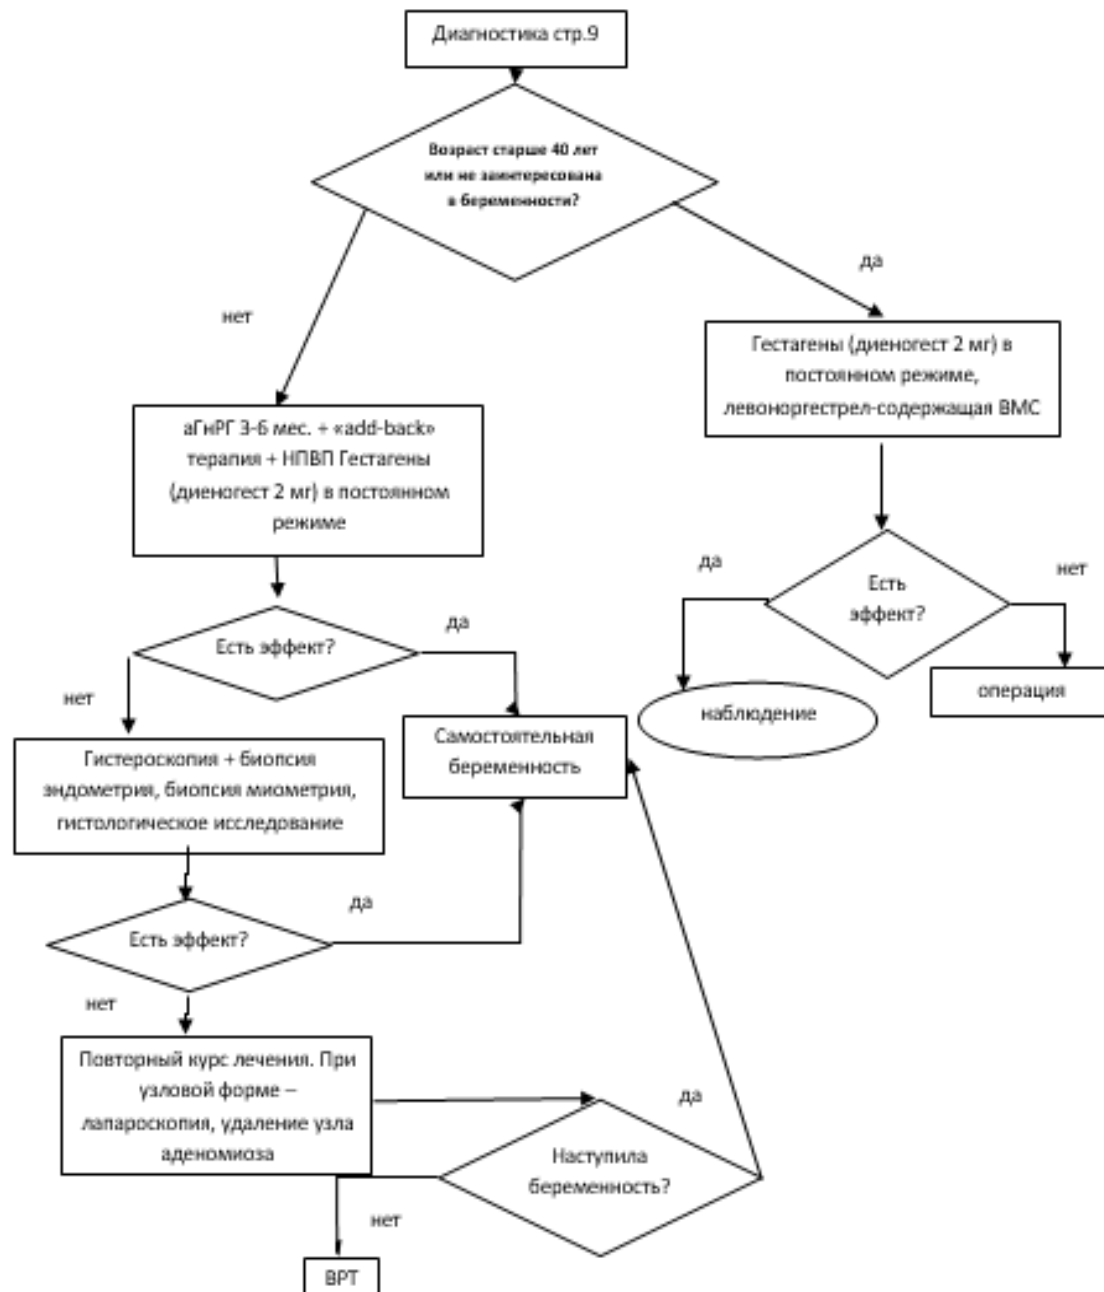 Диагностика стр.9
Возраст старше 40 лет
или не заинтересована
в беременности?
да
нет
Гестагены (диеногест 2 мг) в
постоянном режиме,
левоноргестрел-содержащая ВМС
аГнРГ 3-6 мес. + «add-back»
терапия + НПВП Гестагены
(диеногест 2 мг) в постоянном
режиме
да
нет
Есть
эффект?
Есть эффект?
да
нет
наблюдение
операция
Самостоятельная
беременность
Гистероскопия + биопсия
эндометрия, биопсия миометрия,
гистологическое исследование
Есть эффект?
да
нет
Повторный курс лечения. При
узловой форме –
лапароскопия, удаление узла
аденомиоза
да
Наступила
беременность?
нет
ВРТ